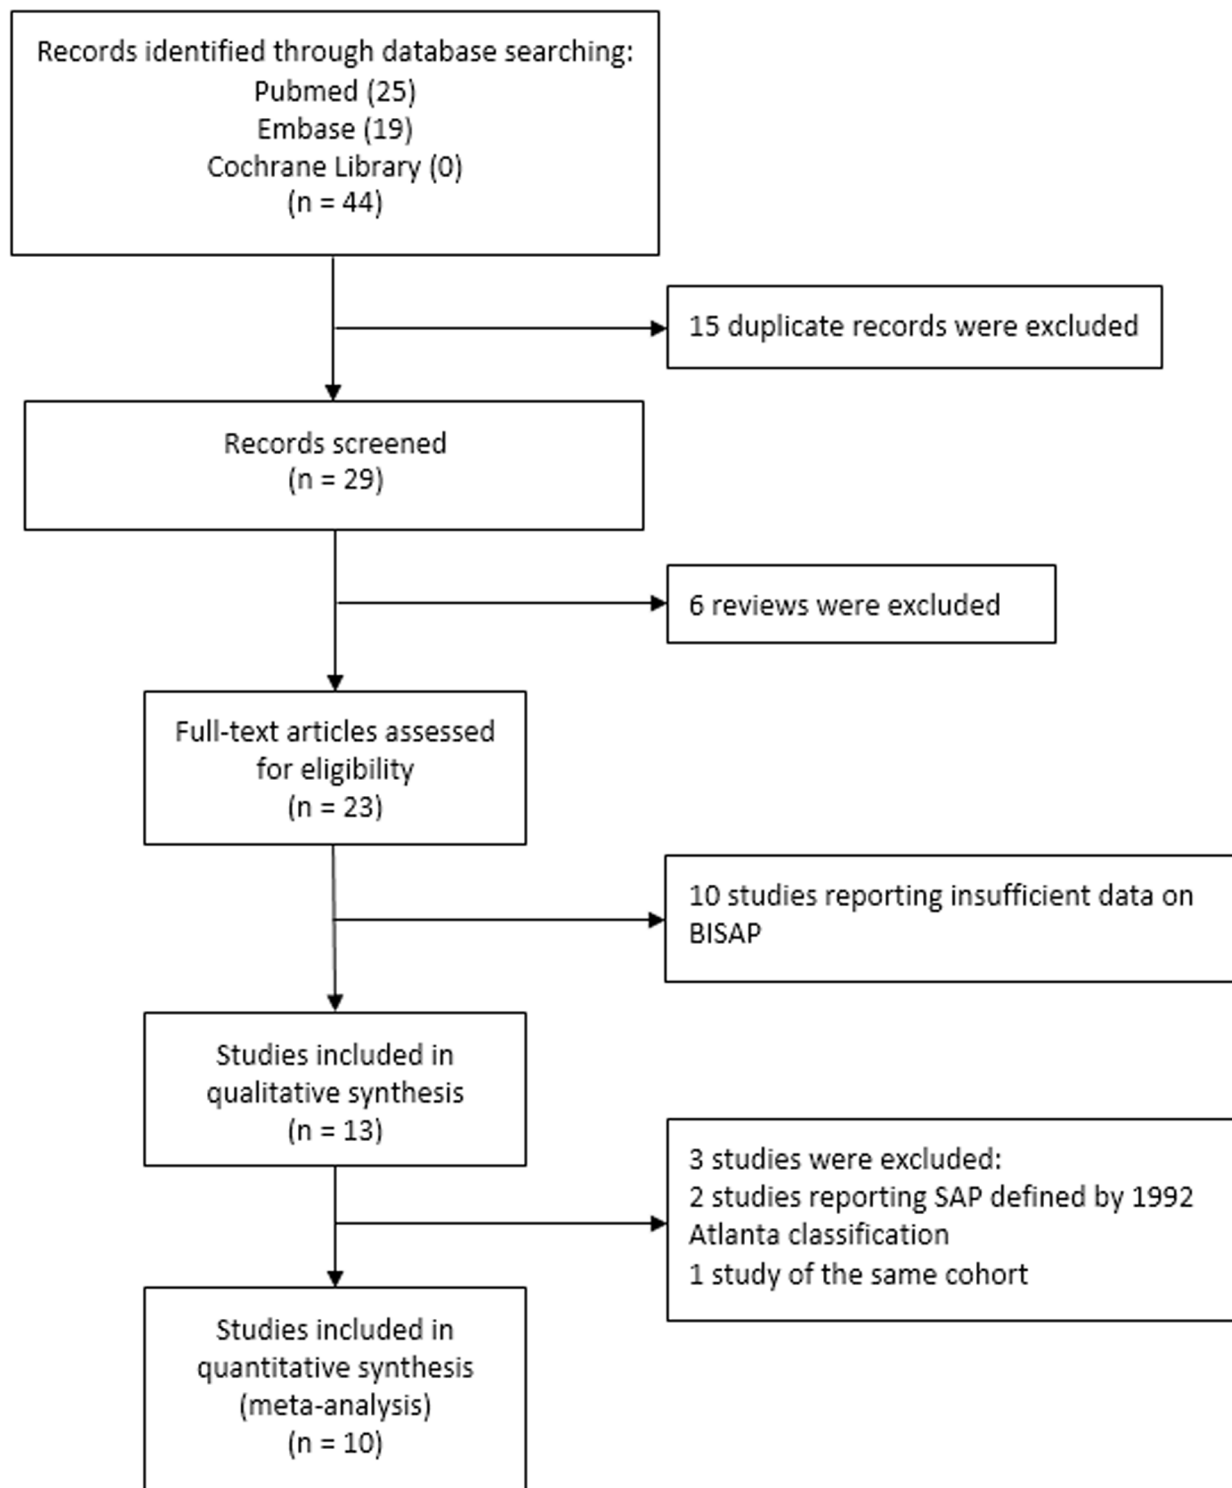 Records identified through database searching:
Pubmed (25)
Embase (19)
Cochrane Library (0)
(n = 44)
15 duplicate records were excluded
Records screened
(n = 29)
6 reviews were excluded
Full-text articles assessed
for eligibility
(n = 23)
10 studies reporting insufficient data on
BISAP
Studies included in
qualitative synthesis
(n = 13)
3 studies were excluded:
2 studies reporting SAP defined by 1992
Atlanta classification
1 study of the same cohort
Studies included in
quantitative synthesis
(meta-analysis)
(n = 10)